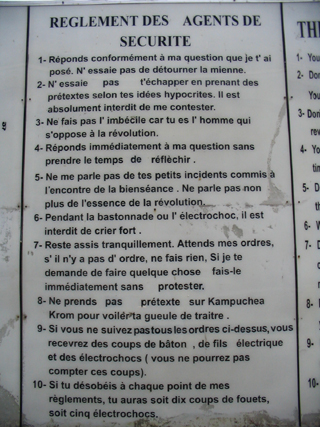 REGLEMENT DES AGENTS DE
SECURITE
1- Réponds conformément à ma question que je t' ai
posé. N' essaie pas de détourner la mienne.
2- N' essaie pas t'échapper en prenant des
prétextes selon tes idées hypocrites. Il est
absolument interdit de me contester.
3- Ne fais pas l' imbécile car tu es l' homme qui
s'oppose à la révolution.
4- Réponds immédiatement à ma question sans
prendre le temps de réfléchir .
5- Ne me parle pas de tes petits incidents commis à
l'encontre de la bienséance . Ne parle pas non
plus de l'essence de la révolution.
6- Pendant la bastonnade ou l' électrochoc, il est
interdit de crier fort .
7- Reste assis tranquillement. Attends mes ordres,
s' il n'y a pas d' ordre, ne fais rien, Si je te
demande de faire quelque chose fais-le
immédiatement sans protester.
8- Ne prends pas prétexte sur Kampuchea
Krom pour voiler ta gueule de traitre .
9- Si vous ne suivez pas tous les ordres ci-dessus, vous
recevrez des coups de bâton , de fils électrique
et des électrochocs ( vous ne pourrez pas
compter ces coups).
10- Si tu désobéis à chaque point de mes
règlements, tu auras soit dix coups de fouets,
soit cinq électrochocs.
TH
1- You
2- Don
You
3- Don
rev
4- You
tim
5- D
th
6- W
7- D
8-
9-
10-